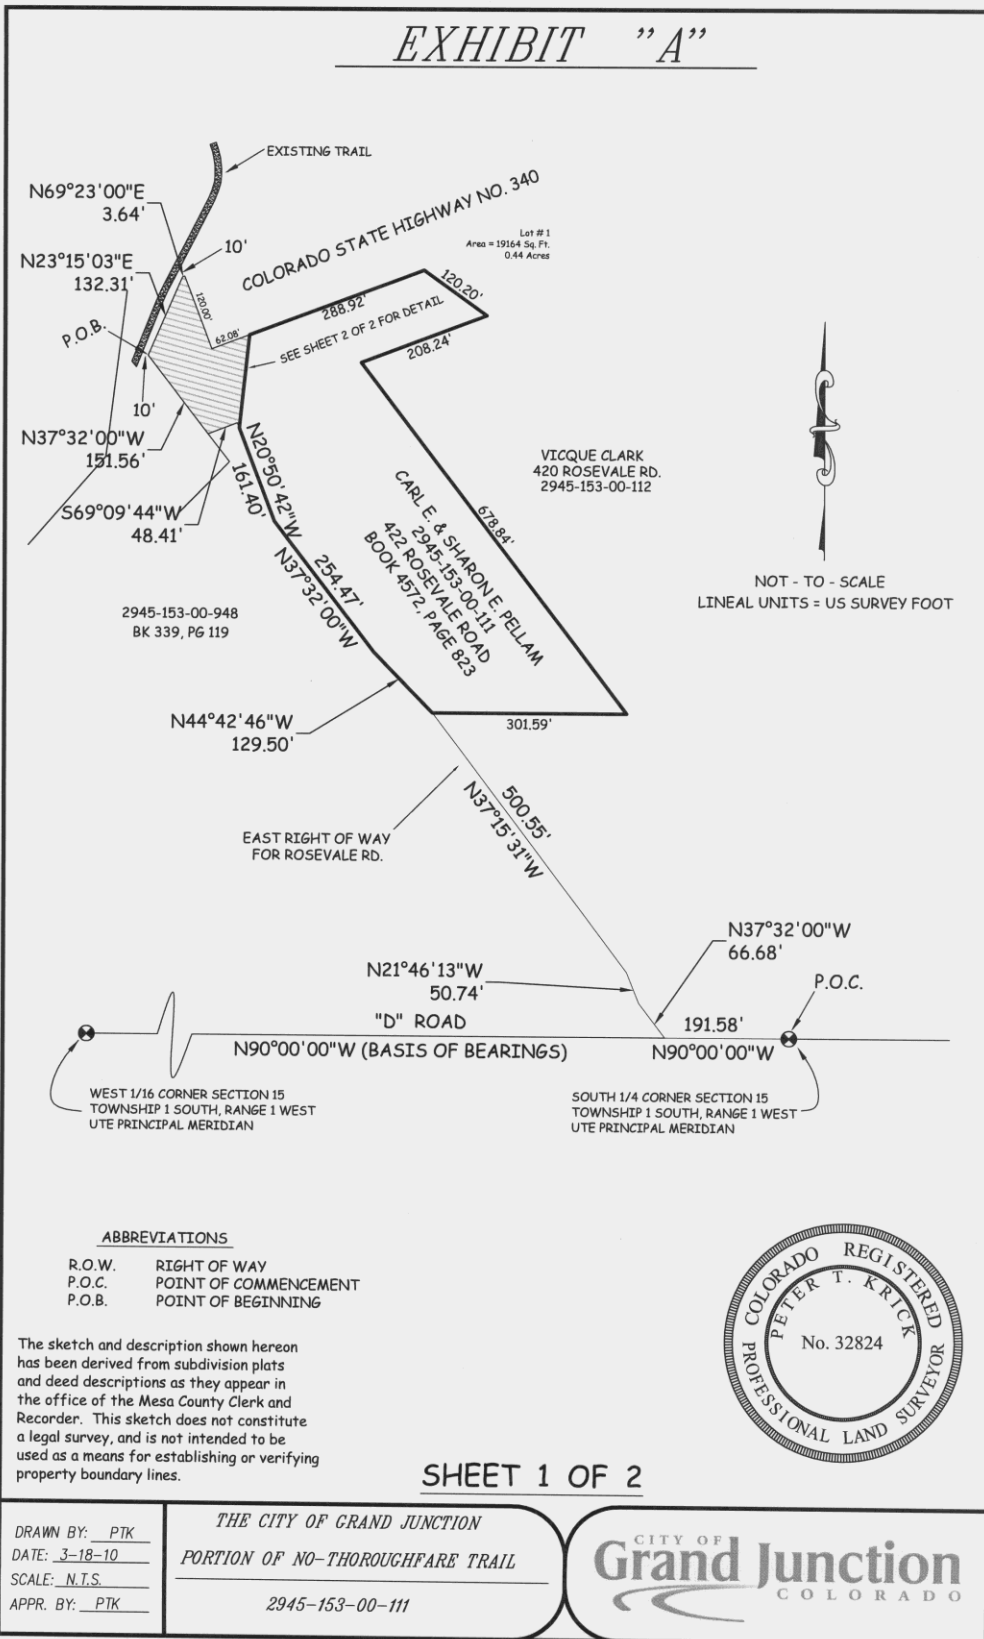 EXHIBIT "A"
EXISTING TRAIL
N69°23'00"E
3.64'
COLORADO STATE HIGHWAY NO. 340
Lot # 1
Area = 19164 Sq. Ft.
0.44 Acres
10'
N23°15'03"E
132.31'
120.00'
120.20'
288.92'
P.O.B.
62.08'
SEE SHEET 2 OF 2 FOR DETAIL
208.24'
10'
N37°32'00"W
151.56'
N20°50'42"W
161.40'
VICQUE CLARK
420 ROSEVALE RD.
2945-153-00-112
S69°09'44"W
48.41'
678.84'
CARL E. & SHARON E. PELLAM
2945-153-00-111
422 ROSEVALE ROAD
BOOK 4572, PAGE 823
254.47'
N37°32'00"W
NOT - TO - SCALE
LINEAL UNITS = US SURVEY FOOT
2945-153-00-948
BK 339, PG 119
N44°42'46"W
129.50'
301.59'
500.55'
N37°15'31"W
EAST RIGHT OF WAY
FOR ROSEVALE RD.
N37°32'00"W
66.68'
N21°46'13"W
50.74'
P.O.C.
"D" ROAD
191.58'
N90°00'00"W (BASIS OF BEARINGS)
N90°00'00"W
WEST 1/16 CORNER SECTION 15
TOWNSHIP 1 SOUTH, RANGE 1 WEST
UTE PRINCIPAL MERIDIAN
SOUTH 1/4 CORNER SECTION 15
TOWNSHIP 1 SOUTH, RANGE 1 WEST
UTE PRINCIPAL MERIDIAN
ABBREVIATIONS
R.O.W. RIGHT OF WAY
P.O.C. POINT OF COMMENCEMENT
P.O.B. POINT OF BEGINNING
COLORADO REGISTERED
PETER T. KRICK
No. 32824
PROFESSIONAL LAND SURVEYOR
The sketch and description shown hereon
has been derived from subdivision plats
and deed descriptions as they appear in
the office of the Mesa County Clerk and
Recorder. This sketch does not constitute
a legal survey, and is not intended to be
used as a means for establishing or verifying
property boundary lines.
SHEET 1 OF 2
DRAWN BY: PTK
DATE: 3-18-10
SCALE: N.T.S.
APPR. BY: PTK
THE CITY OF GRAND JUNCTION
PORTION OF NO-THOROUGHFARE TRAIL
2945-153-00-111
CITY OF
Grand Junction
COLORADO